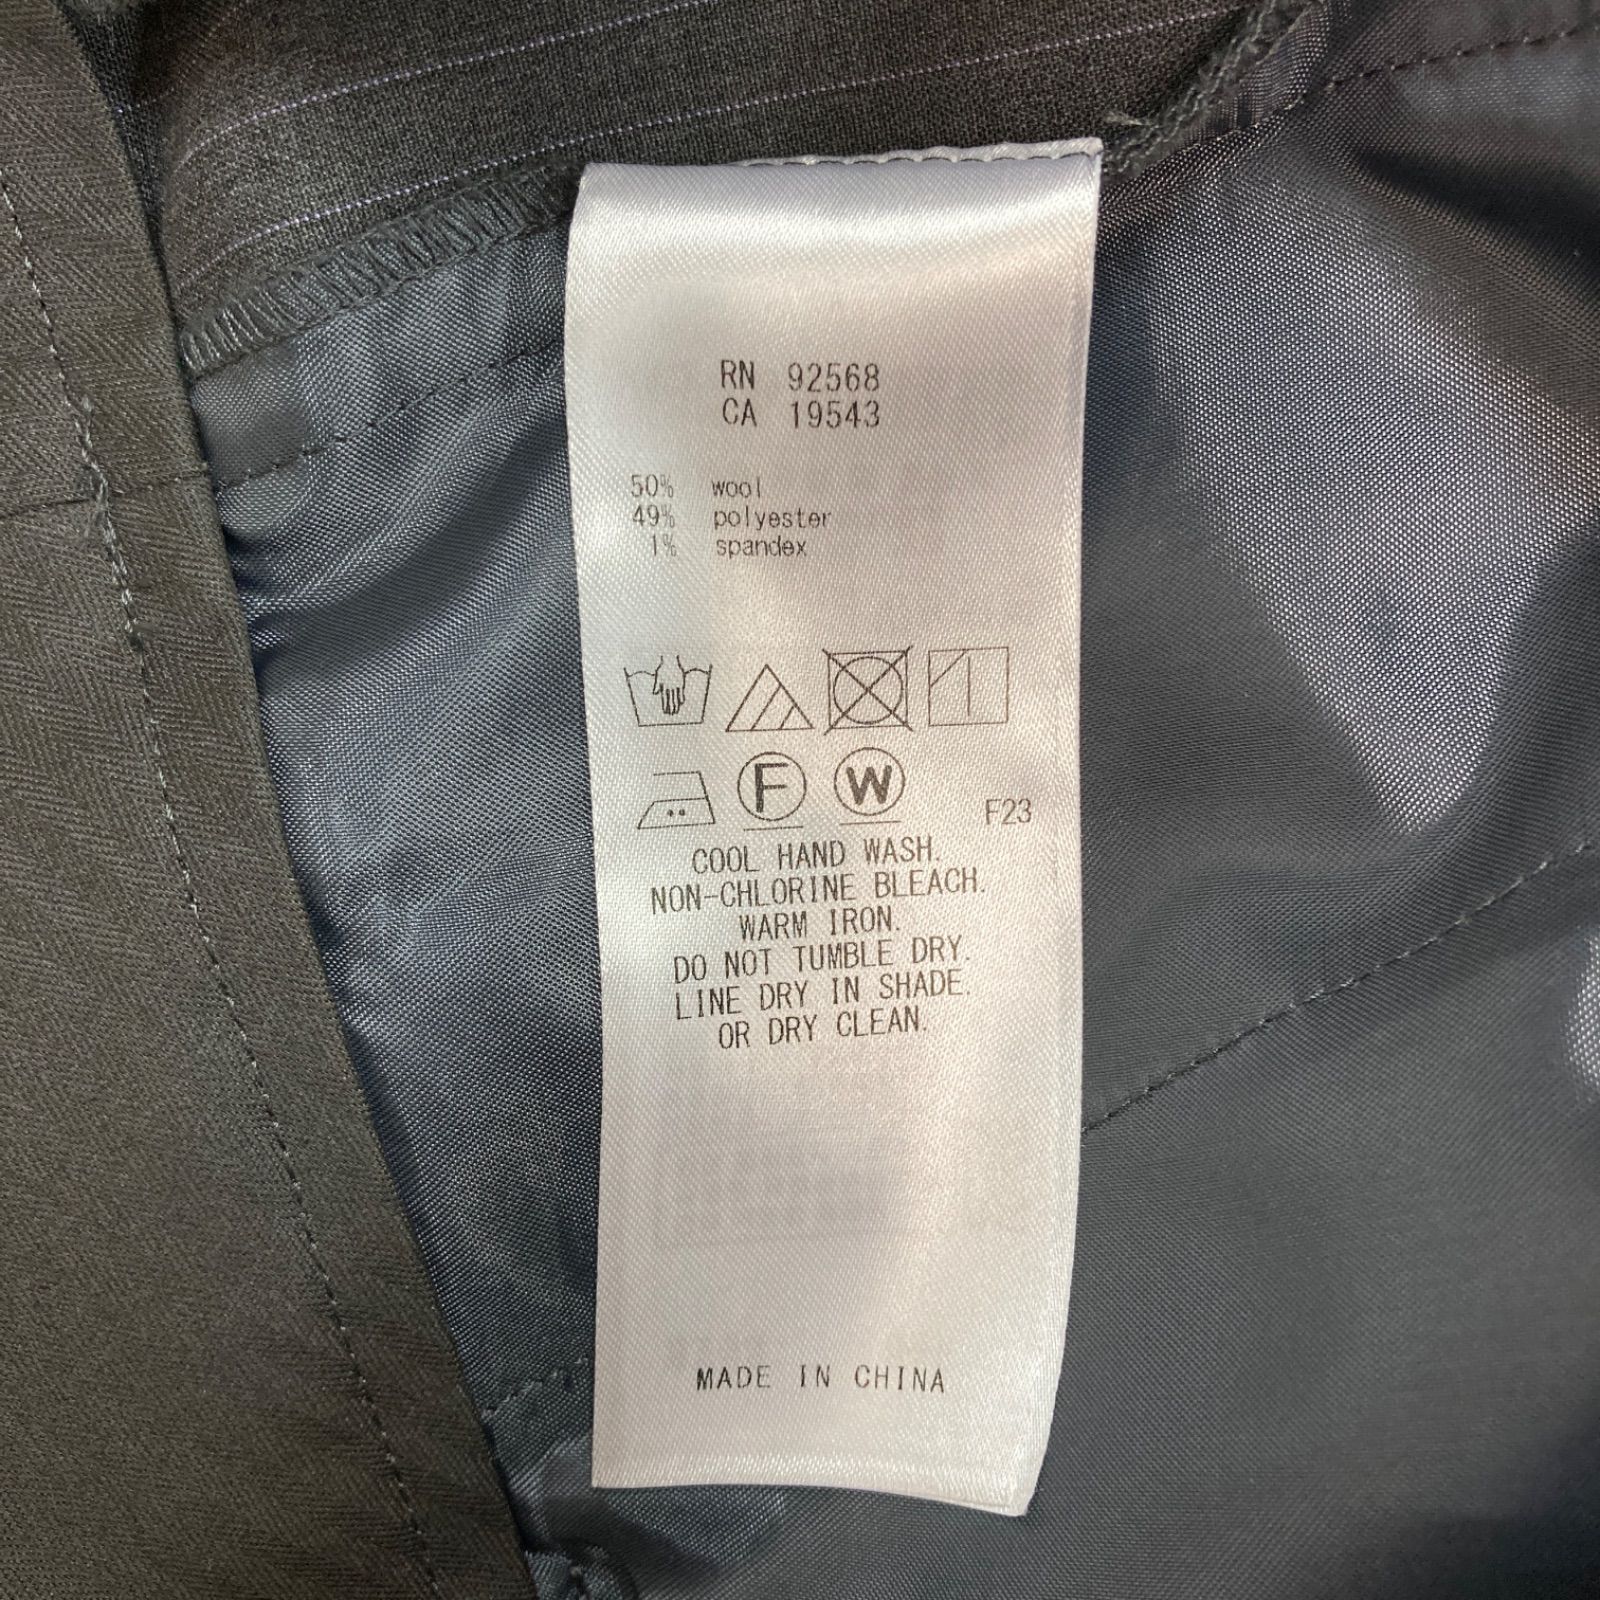 RN 92568
CA 19543
50% wool
49% polyester
1% spandex
F W F23
COOL HAND WASH.
NON-CHLORINE BLEACH.
WARM IRON.
DO NOT TUMBLE DRY.
LINE DRY IN SHADE.
OR DRY CLEAN.
MADE IN CHINA